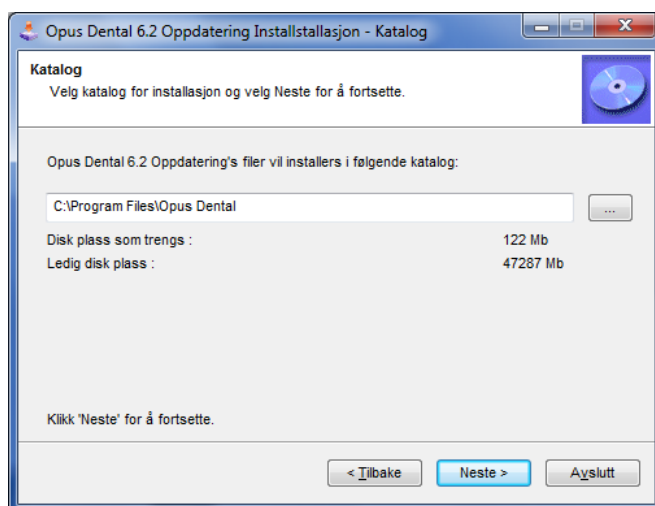 Opus Dental 6.2 Oppdatering Installstallasjon - Katalog
Katalog
Velg katalog for installasjon og velg Neste for å fortsette.
Opus Dental 6.2 Oppdatering's filer vil installers i følgende katalog:
C:\Program Files\Opus Dental
...
Disk plass som trengs : 122 Mb
Ledig disk plass : 47287 Mb
Klikk 'Neste' for å fortsette.
< Tilbake Neste > Avslutt